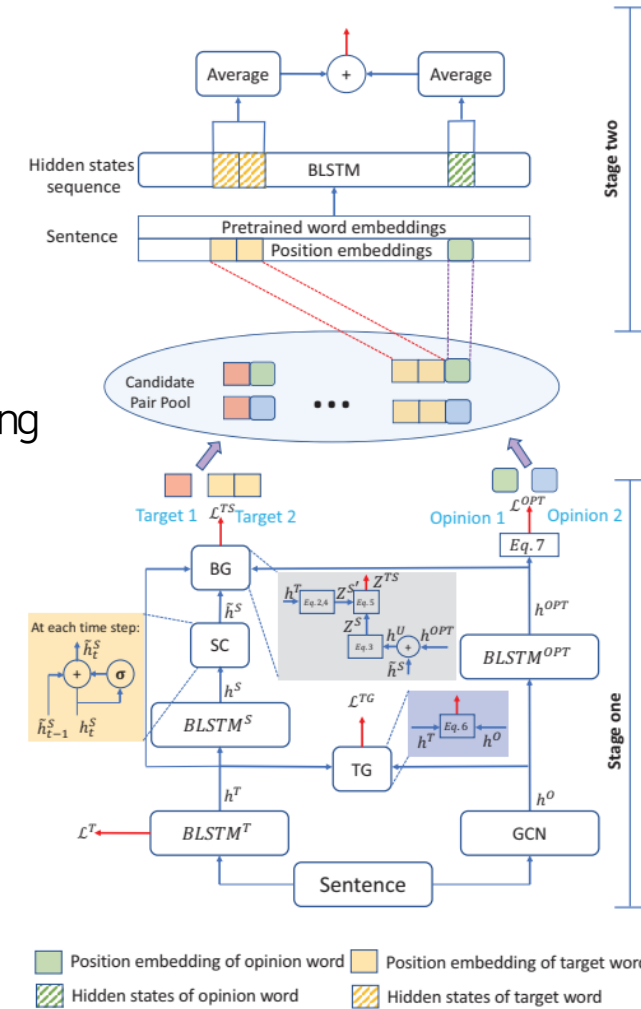 Average
+
Average
Hidden states
sequence
BLSTM
Stage two
Pretrained word embeddings
Sentence
Position embeddings
Candidate
Pair Pool
...
ng
Target 1
ℒ^{TS}
Target 2
Opinion 1
ℒ^{OPT}
Opinion 2
Eq.7
BG
h^T
Eq.2,4
Z^{S'}
Eq.5
Z^{TS}
Z^S
h^U
h^{OPT}
Eq.3
+
h̃^S
h^{OPT}
h̃^S
At each time step:
h̃_t^S
+
σ
h̃_{t-1}^S
h_t^S
SC
BLSTM^{OPT}
h^S
BLSTM^S
ℒ^{TG}
Eq.6
h^T
h^O
TG
Stage one
h^T
h^O
ℒ^T
BLSTM^T
GCN
Sentence
Position embedding of opinion word
Position embedding of target word
Hidden states of opinion word
Hidden states of target word